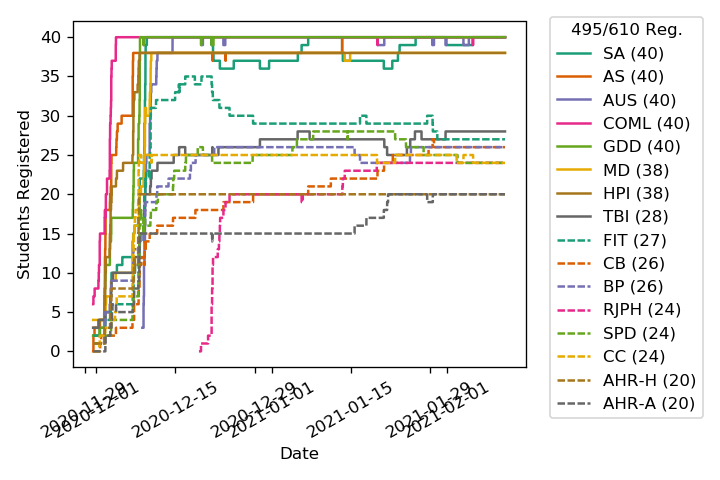 40
35
30
25
20
15
10
5
0
Students Registered
2020-11-29
2020-12-01
2020-12-15
2020-12-29
2021-01-01
2021-01-15
2021-01-29
2021-02-01
Date
495/610 Reg.
SA (40)
AS (40)
AUS (40)
COML (40)
GDD (40)
MD (38)
HPI (38)
TBI (28)
FIT (27)
CB (26)
BP (26)
RJPH (24)
SPD (24)
CC (24)
AHR-H (20)
AHR-A (20)